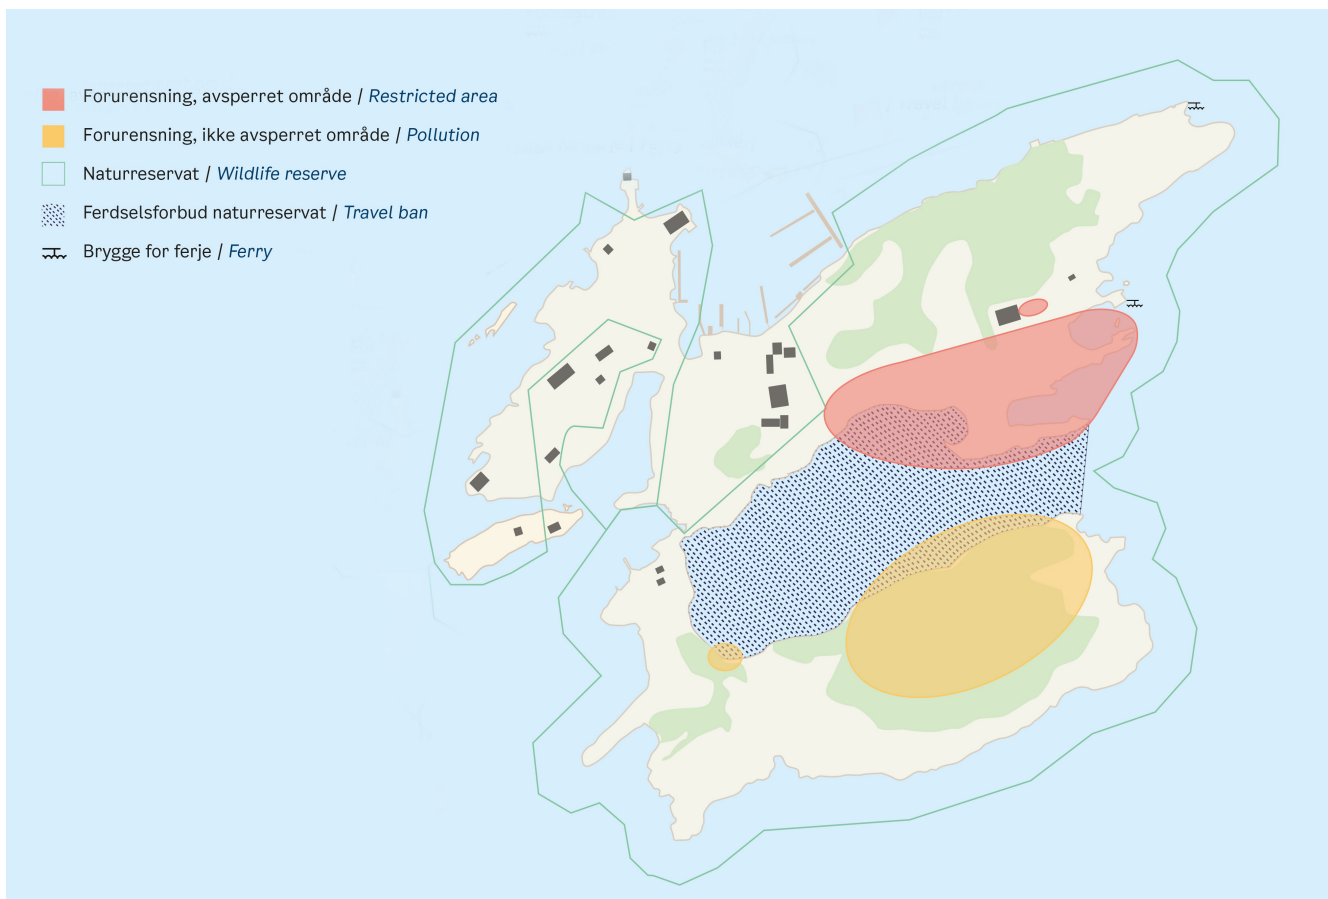 Forurensning, avsperret område / Restricted area
Forurensning, ikke avsperret område / Pollution
Naturreservat / Wildlife reserve
Ferdselsforbud naturreservat / Travel ban
Brygge for ferje / Ferry